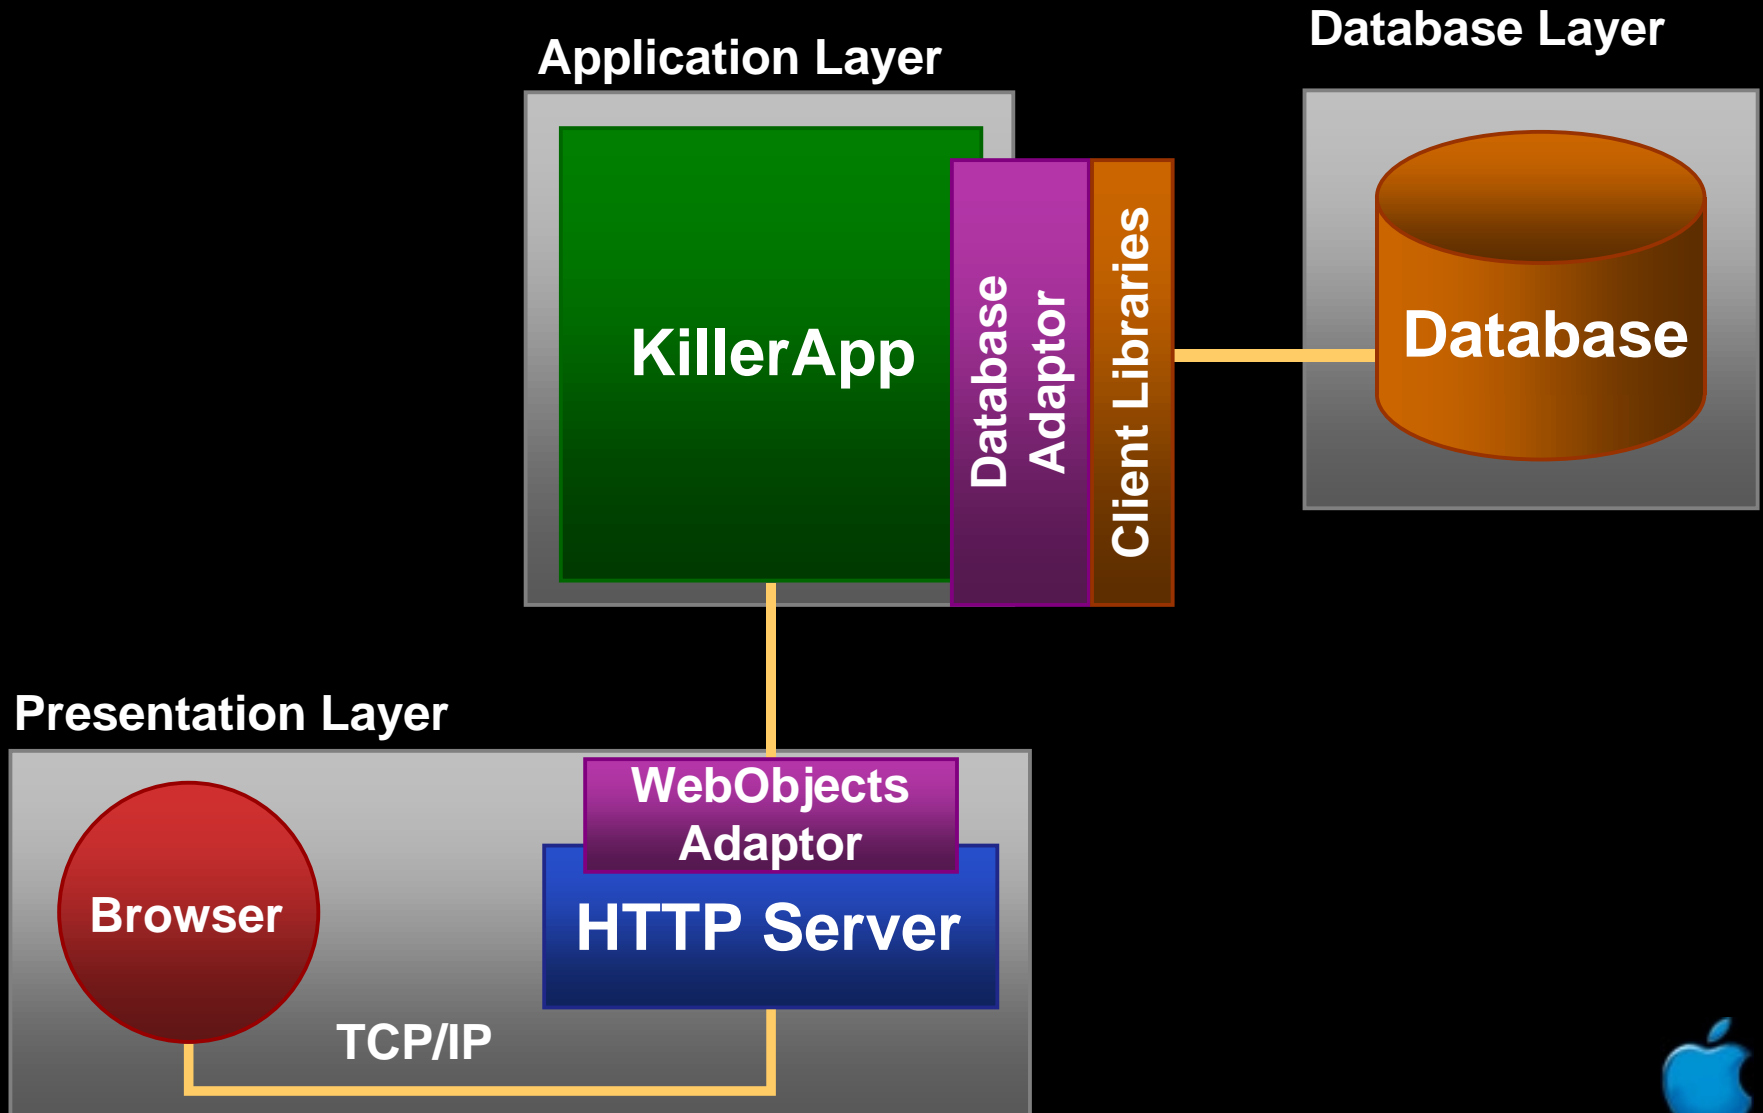 Database Layer
Application Layer
KillerApp
Database
Adaptor
Client Libraries
Database
Presentation Layer
WebObjects
Adaptor
Browser
HTTP Server
TCP/IP